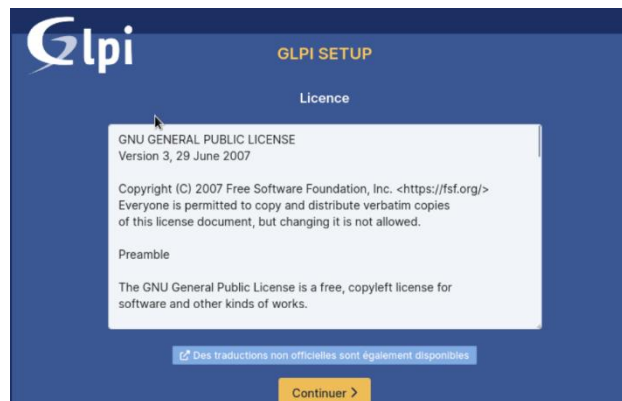 Glpi
GLPI SETUP
Licence
GNU GENERAL PUBLIC LICENSE
Version 3, 29 June 2007
Copyright (C) 2007 Free Software Foundation, Inc. <https://fsf.org/>
Everyone is permitted to copy and distribute verbatim copies
of this license document, but changing it is not allowed.
Preamble
The GNU General Public License is a free, copyleft license for
software and other kinds of works.
Des traductions non officielles sont également disponibles
Continuer >